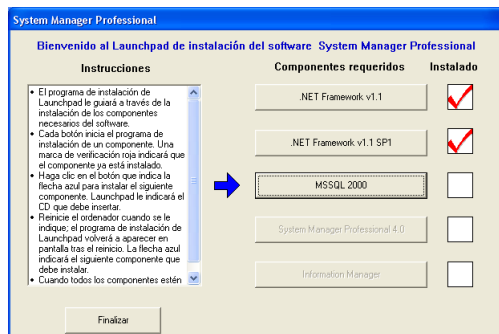 System Manager Professional
Bienvenido al Launchpad de instalación del software System Manager Professional
Instrucciones
Componentes requeridos
Instalado
• El programa de instalación de
Launchpad le guiará a través de la
instalación de los componentes
necesarios del software.
• Cada botón inicia el programa de
instalación de un componente. Una
marca de verificación roja indicará que
el componente ya está instalado.
• Haga clic en el botón que indica la
flecha azul para instalar el siguiente
componente. Launchpad le indicará el
CD que debe insertar.
• Reinicie el ordenador cuando se le
indique; el programa de instalación de
Launchpad volverá a aparecer en
pantalla tras el reinicio. La flecha azul
indicará el siguiente componente que
debe instalar.
• Cuando todos los componentes estén
.NET Framework v1.1
.NET Framework v1.1 SP1
MSSQL 2000
System Manager Professional 4.0
Information Manager
Finalizar